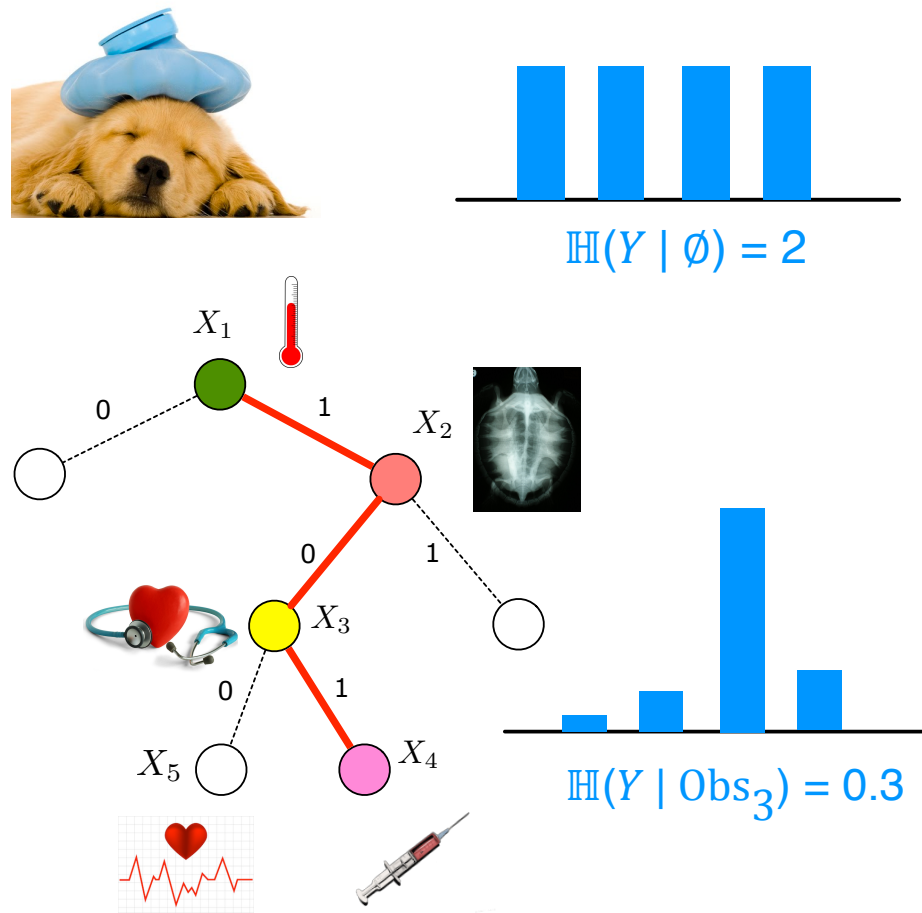 ℍ(Y | ∅) = 2
X₁
0
1
X₂
0
1
X₃
0
1
X₅
X₄
ℍ(Y | Obs₃) = 0.3